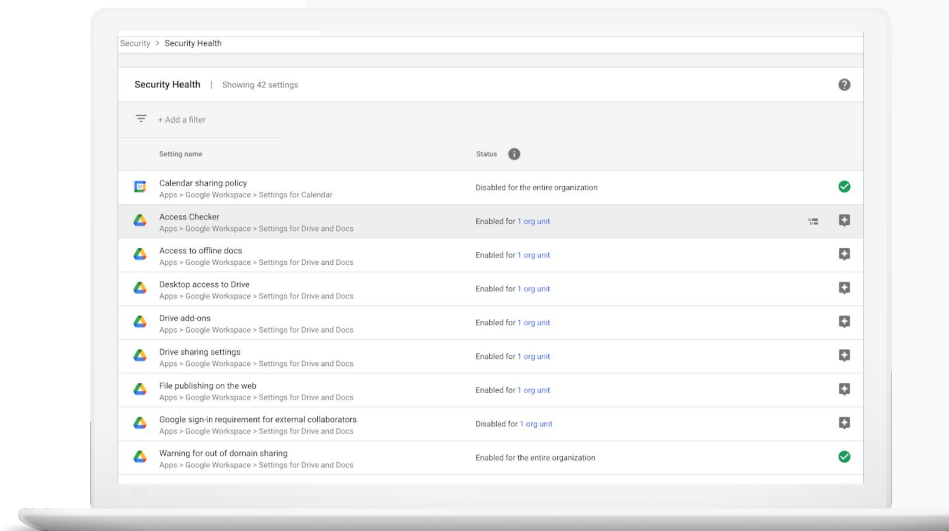 Security > Security Health
Security Health | Showing 42 settings
+ Add a filter
Setting name Status
Calendar sharing policy
Apps > Google Workspace > Settings for Calendar
Disabled for the entire organization
Access Checker
Apps > Google Workspace > Settings for Drive and Docs
Enabled for 1 org unit
Access to offline docs
Apps > Google Workspace > Settings for Drive and Docs
Enabled for 1 org unit
Desktop access to Drive
Apps > Google Workspace > Settings for Drive and Docs
Enabled for 1 org unit
Drive add-ons
Apps > Google Workspace > Settings for Drive and Docs
Enabled for 1 org unit
Drive sharing settings
Apps > Google Workspace > Settings for Drive and Docs
Enabled for 1 org unit
File publishing on the web
Apps > Google Workspace > Settings for Drive and Docs
Enabled for 1 org unit
Google sign-in requirement for external collaborators
Apps > Google Workspace > Settings for Drive and Docs
Disabled for 1 org unit
Warning for out of domain sharing
Apps > Google Workspace > Settings for Drive and Docs
Enabled for the entire organization